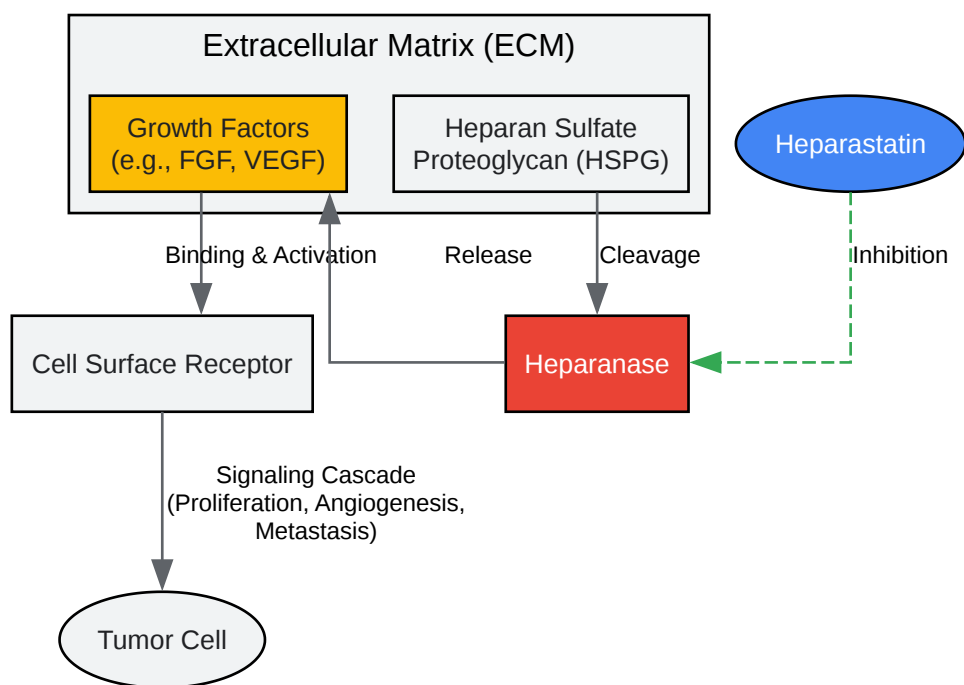 Extracellular Matrix (ECM)
Growth Factors
(e.g., FGF, VEGF)
Heparan Sulfate
Proteoglycan (HSPG)
Heparastatin
Binding & Activation
Release
Cleavage
Inhibition
Cell Surface Receptor
Heparanase
Signaling Cascade
(Proliferation, Angiogenesis,
Metastasis)
Tumor Cell